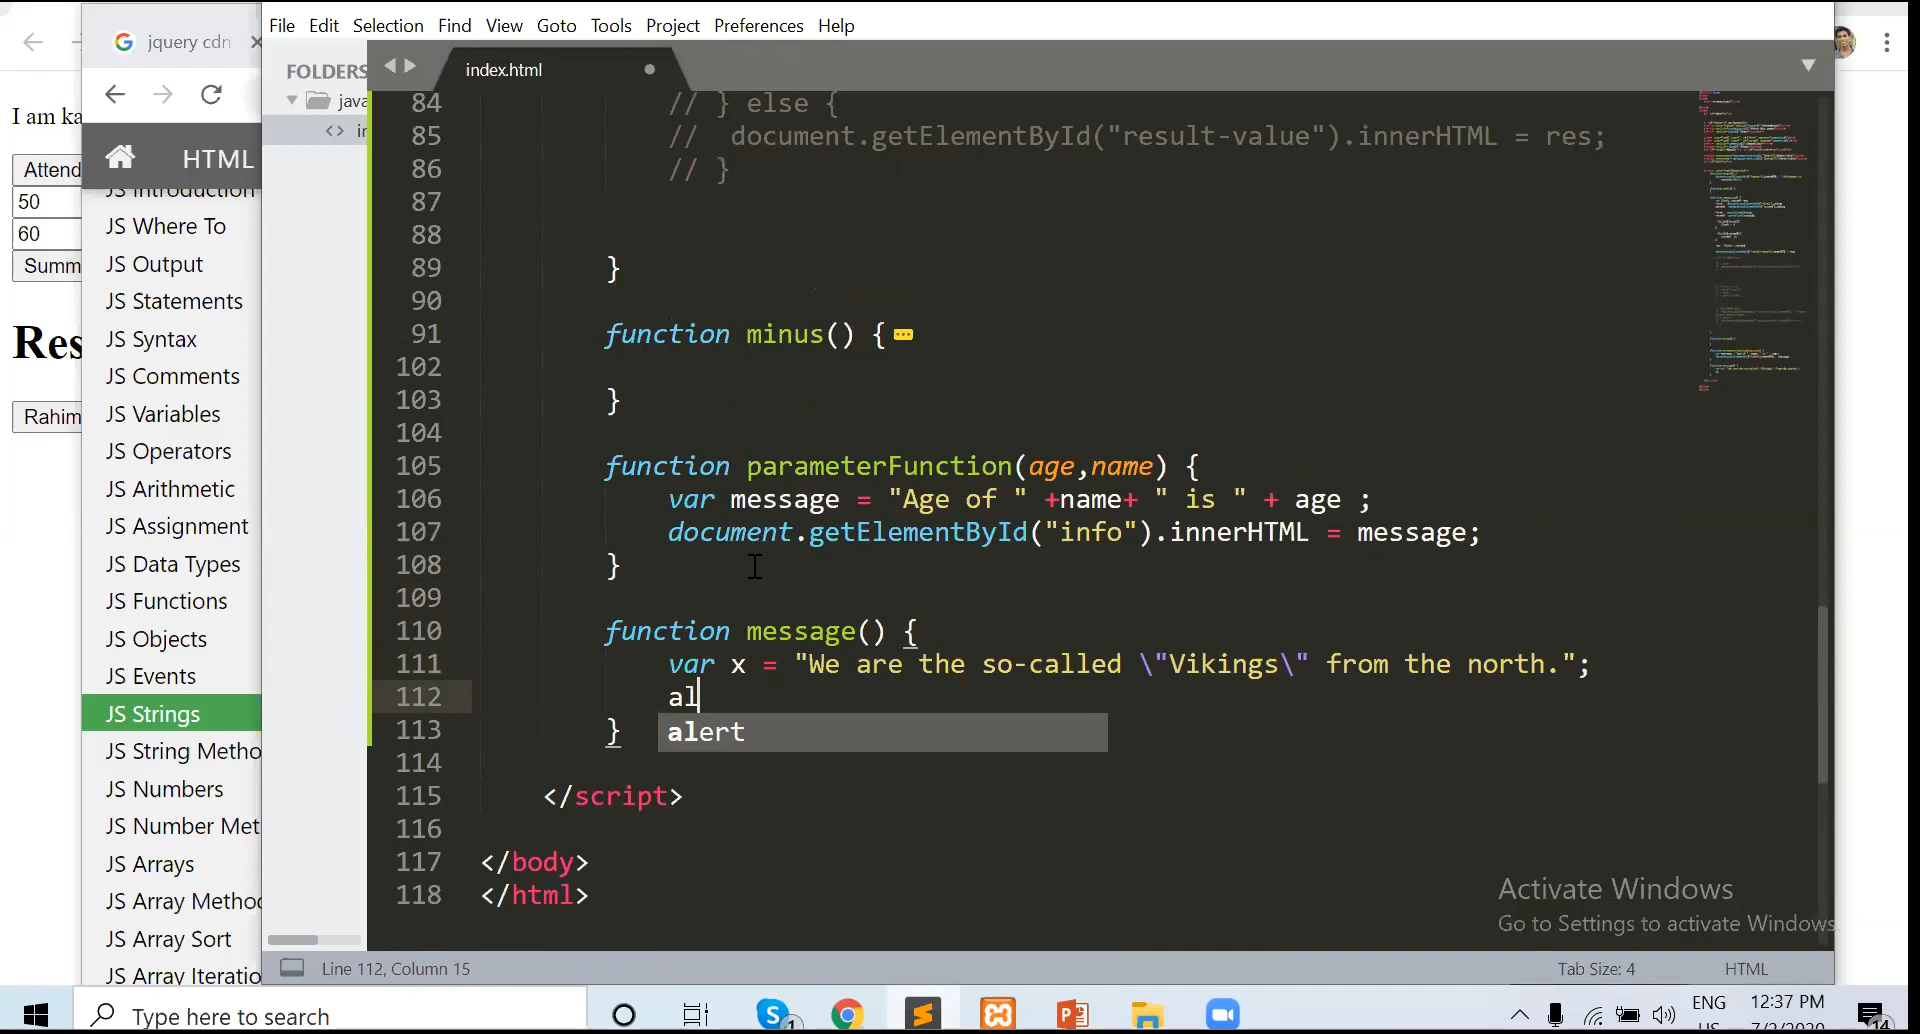 File Edit Selection Find View Goto Tools Project Preferences Help
jquery cdn
index.html
FOLDERS
java
I am ka
HTML
Attend
50
60
Summ
Res
Rahim
JS Introduction
JS Where To
JS Output
JS Statements
JS Syntax
JS Comments
JS Variables
JS Operators
JS Arithmetic
JS Assignment
JS Data Types
JS Functions
JS Objects
JS Events
JS Strings
JS String Metho
JS Numbers
JS Number Met
JS Arrays
JS Array Metho
JS Array Sort
JS Array Iteratio
84 // } else {
85 // document.getElementById("result-value").innerHTML = res;
86 // }
87
88
89 }
90
91 function minus() {
102
103 }
104
105 function parameterFunction(age,name) {
106 var message = "Age of " +name+ " is " + age ;
107 document.getElementById("info").innerHTML = message;
108 }
109
110 function message() {
111 var x = "We are the so-called \"Vikings\" from the north.";
112 al
113 } alert
114
115 </script>
116
117 </body>
118 </html>
Activate Windows
Go to Settings to activate Windows.
Line 112, Column 15 Tab Size: 4 HTML
Type here to search
ENG 12:37 PM